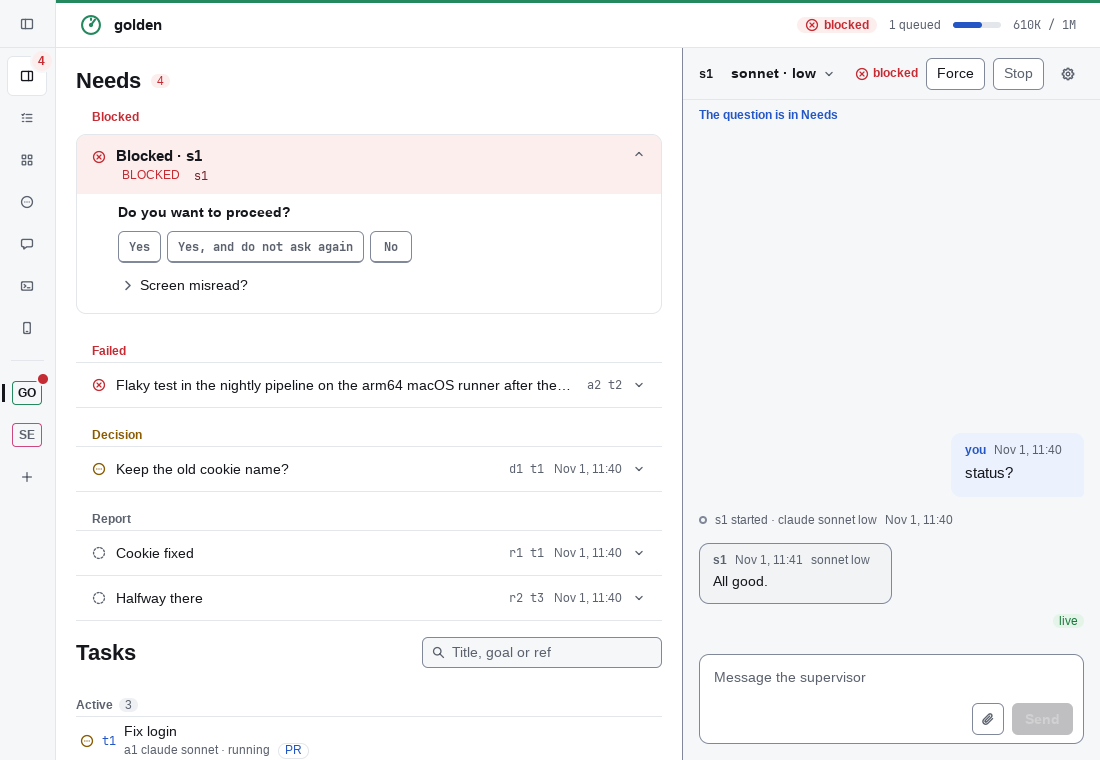 golden
blocked
1 queued
610K / 1M
4
GO
SE
Needs 4
Blocked
Blocked · s1
BLOCKED s1
Do you want to proceed?
Yes
Yes, and do not ask again
No
Screen misread?
Failed
Flaky test in the nightly pipeline on the arm64 macOS runner after the… a2 t2
Decision
Keep the old cookie name? d1 t1 Nov 1, 11:40
Report
Cookie fixed r1 t1 Nov 1, 11:40
Halfway there r2 t3 Nov 1, 11:40
Tasks
Title, goal or ref
Active 3
t1 Fix login
a1 claude sonnet · running PR
s1 sonnet · low blocked Force Stop
The question is in Needs
you Nov 1, 11:40
status?
s1 started · claude sonnet low Nov 1, 11:40
s1 Nov 1, 11:41 sonnet low
All good.
live
Message the supervisor
Send